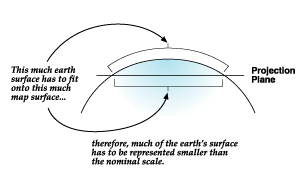 This much earth
surface has to fit
onto this much
map surface...
Projection
Plane
therefore, much of the earth's surface
has to be represented smaller than
the nominal scale.